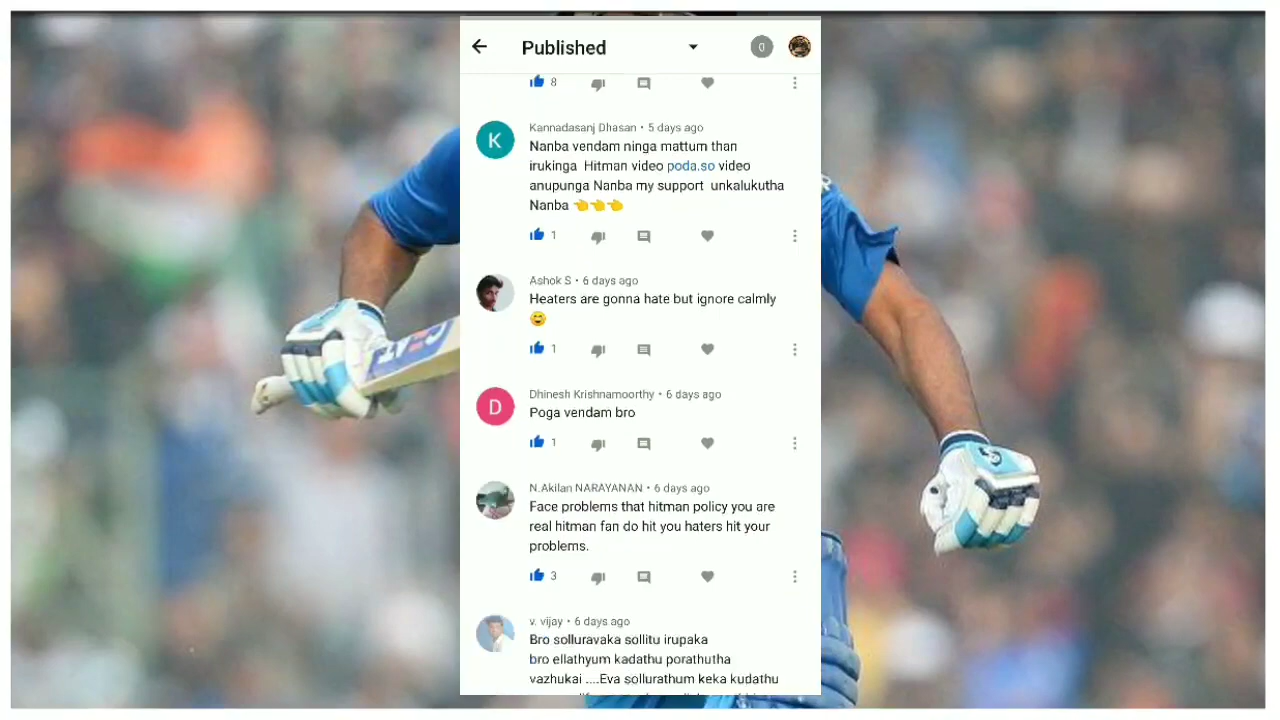 Published
0
8
K
Kannadasanj Dhasan • 5 days ago
Nanba vendam ninga mattum than
irukinga Hitman video poda.so video
anupunga Nanba my support unkalukutha
Nanba 👈👈👈
1
Ashok S • 6 days ago
Heaters are gonna hate but ignore calmly
😄
1
D
Dhinesh Krishnamoorthy • 6 days ago
Poga vendam bro
1
N.Akilan NARAYANAN • 6 days ago
Face problems that hitman policy you are
real hitman fan do hit you haters hit your
problems.
3
v. vijay • 6 days ago
Bro solluravaka sollitu irupaka
bro ellathyum kadathu porathutha
vazhukai ....Eva sollurathum keka kudathu
CEAT